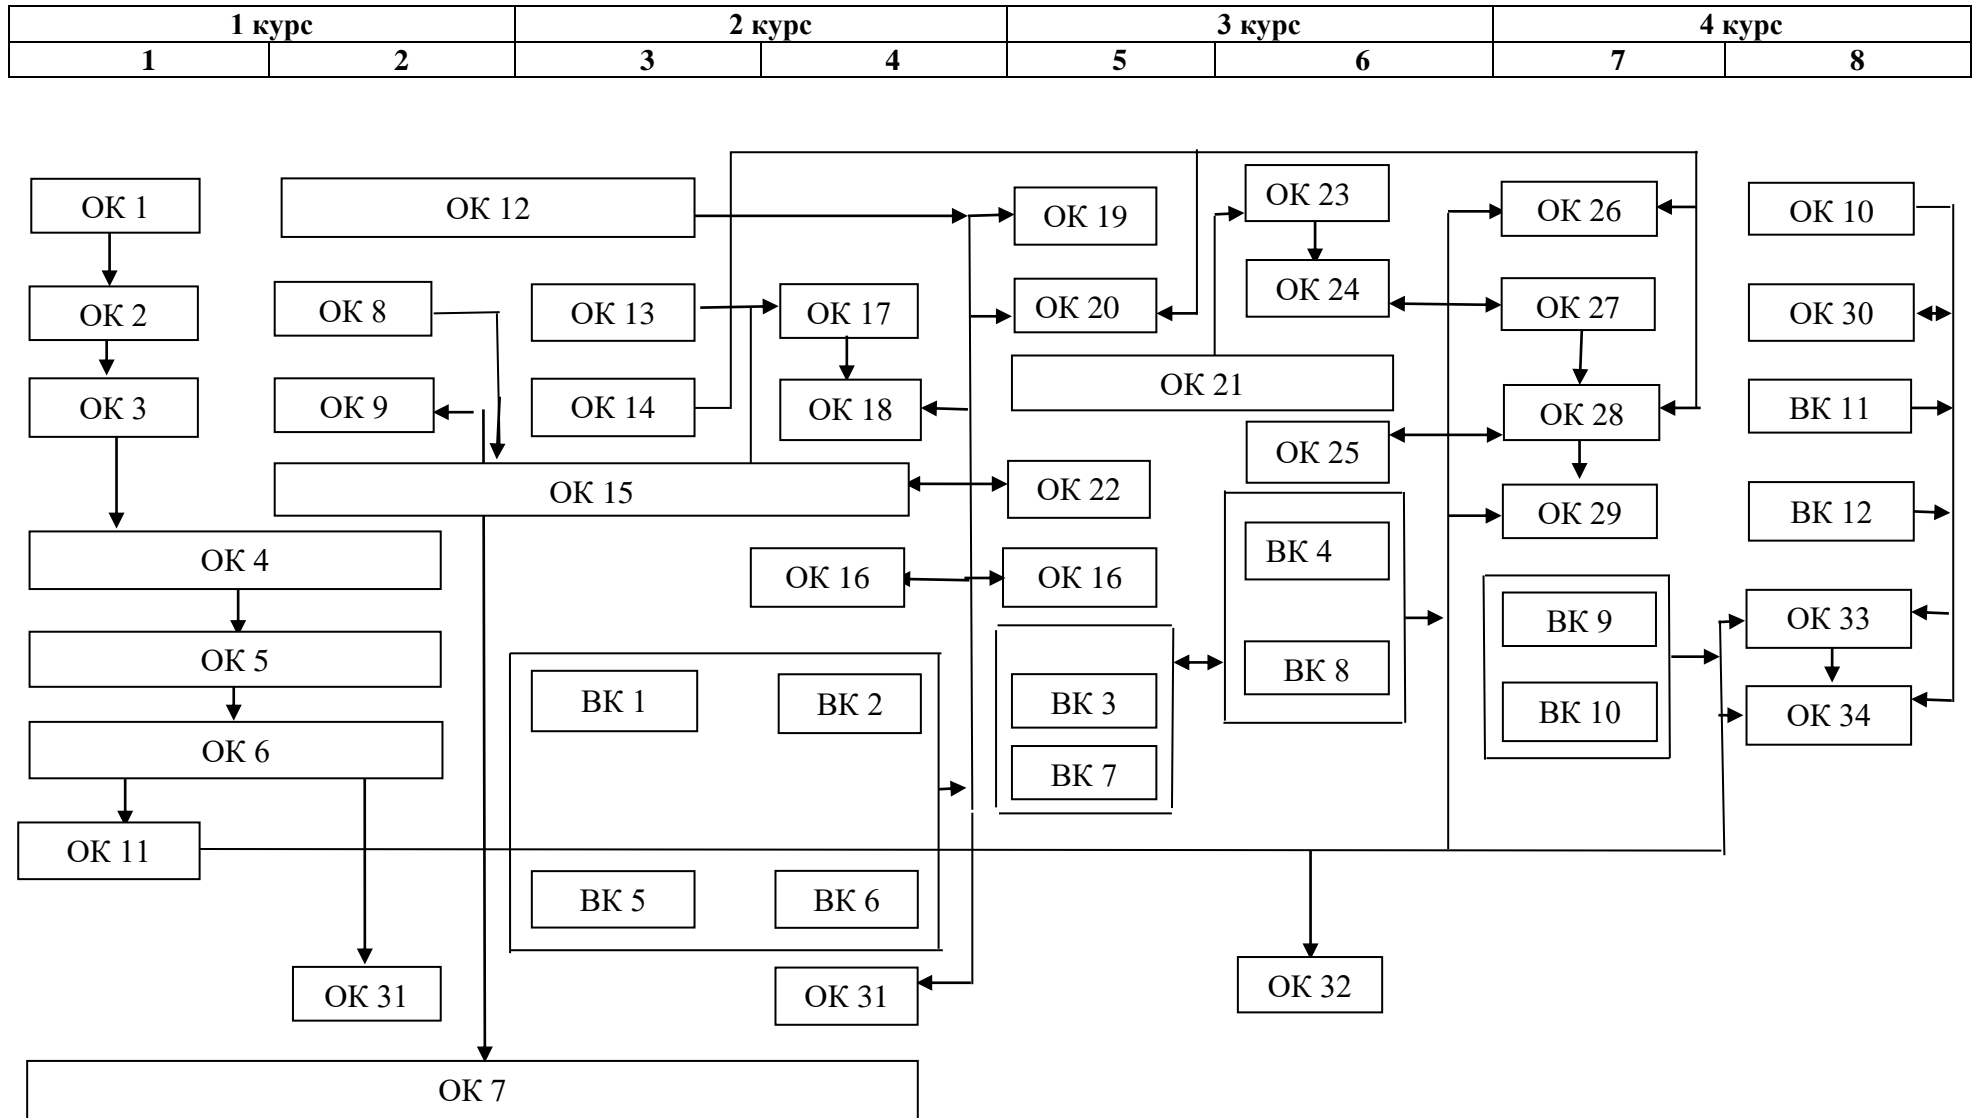 1 курс 2 курс 3 курс 4 курс
1 2 3 4 5 6 7 8
ОК 1 ОК 12 ОК 19 ОК 23 ОК 26 ОК 10
ОК 2 ОК 8 ОК 13 ОК 17 ОК 20 ОК 24 ОК 27 ОК 30
ОК 21
ОК 3 ОК 9 ОК 14 ОК 18 ОК 28 ВК 11
ОК 25
ОК 15 ОК 22 ОК 29 ВК 12
ОК 4 ОК 16 ОК 16 ВК 4
ОК 5 ВК 8 ВК 9 ОК 33
ВК 1 ВК 2 ВК 3 ВК 10 ОК 34
ОК 6 ВК 7
ОК 11
ВК 5 ВК 6
ОК 31 ОК 31 ОК 32
ОК 7